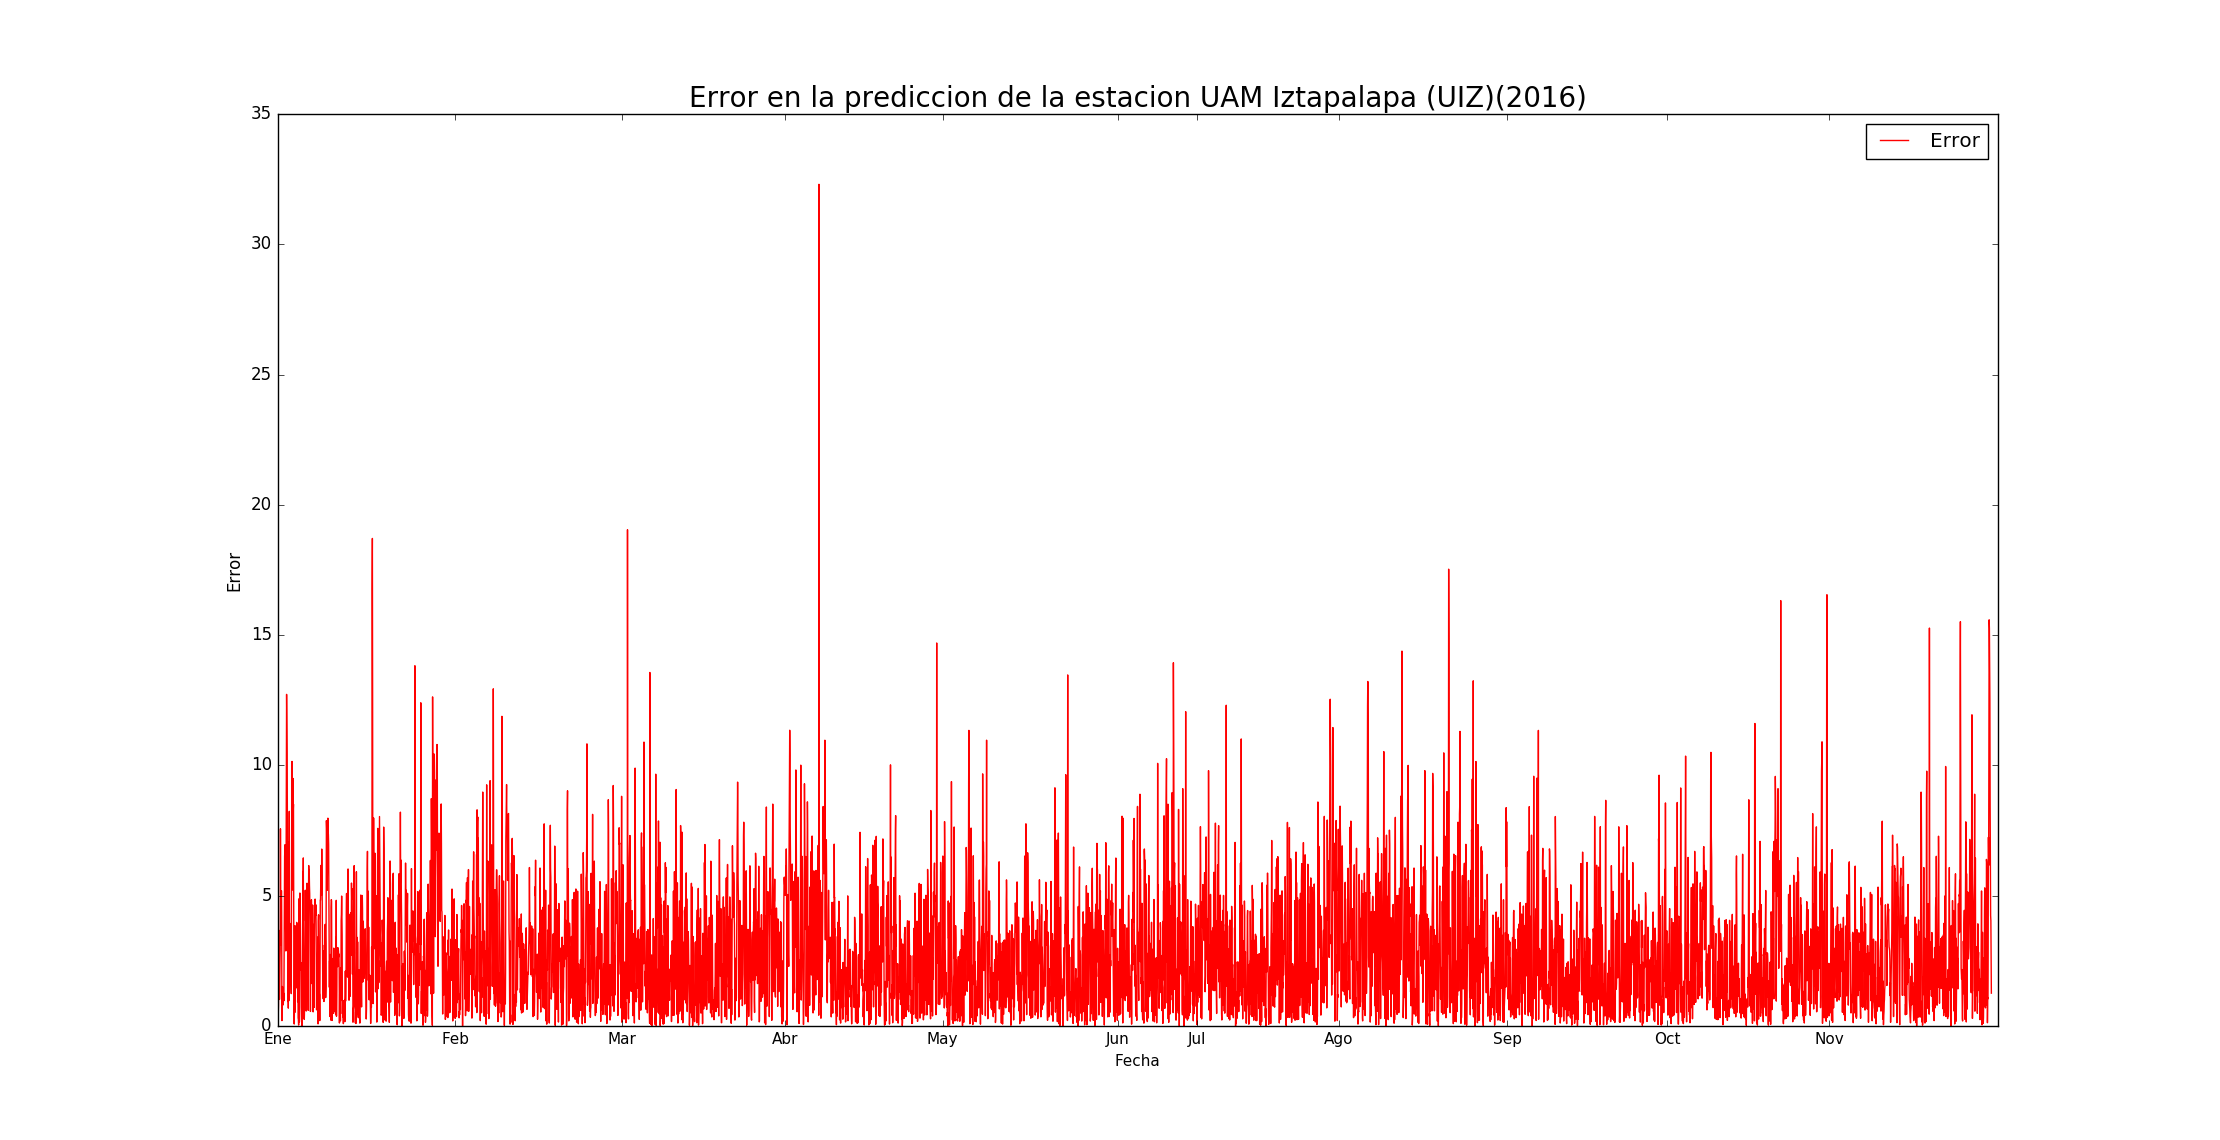 Error en la prediccion de la estacion UAM Iztapalapa (UIZ)(2016)
35
30
25
20
15
10
5
0
Error
Error
Ene Feb Mar Abr May Jun Jul Ago Sep Oct Nov
Fecha